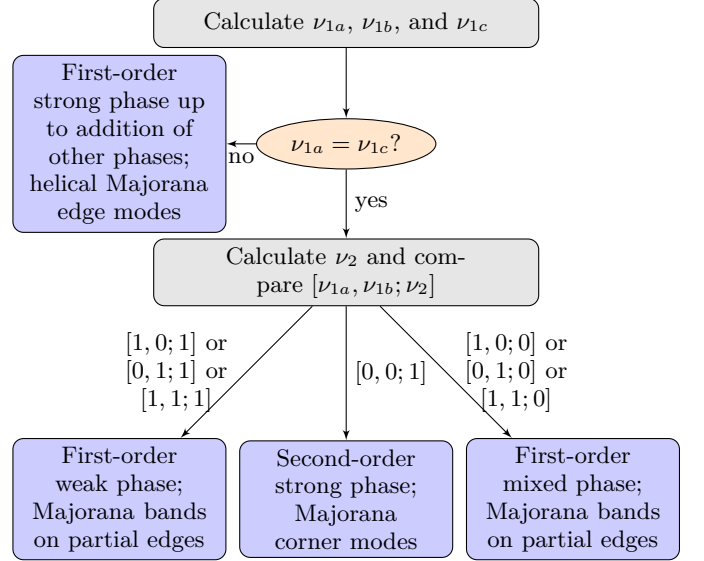 Calculate ν₁ₐ, ν₁b, and ν₁c
First-order
strong phase up
to addition of
other phases;
helical Majorana
edge modes
ν₁ₐ = ν₁c?
no
yes
Calculate ν₂ and com-
pare [ν₁ₐ, ν₁b; ν₂]
[1, 0; 1] or
[0, 1; 1] or
[1, 1; 1]
[0, 0; 1]
[1, 0; 0] or
[0, 1; 0] or
[1, 1; 0]
First-order
weak phase;
Majorana bands
on partial edges
Second-order
strong phase;
Majorana
corner modes
First-order
mixed phase;
Majorana bands
on partial edges